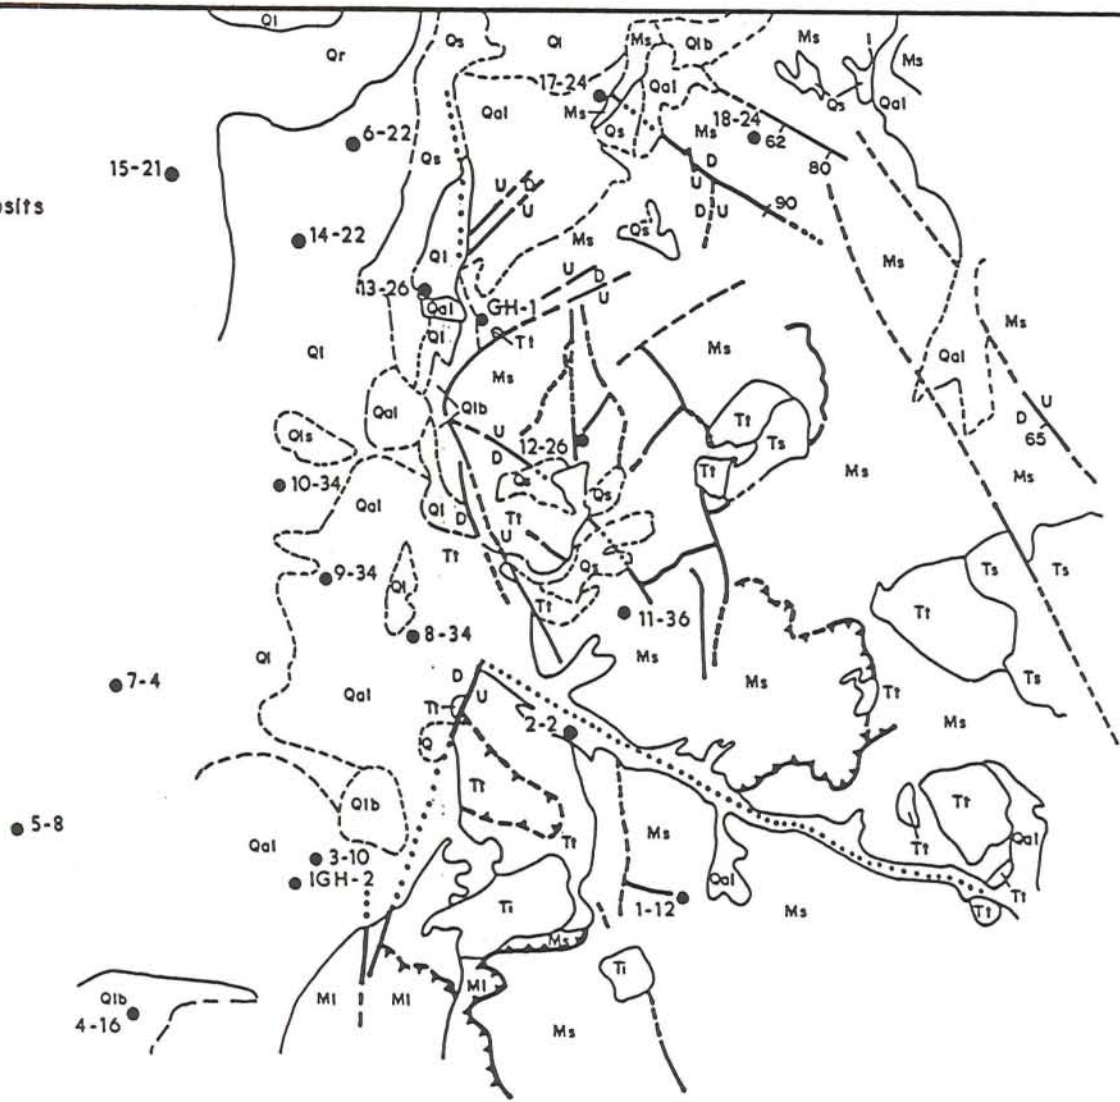 Ql
Qr
Qs
Ql
Ms
Qlb
Ms
Ms
17-24
Qal
Qal
Ms
Qs
Qal
Qs
Ms
18-24
62
80
6-22
15-21
Qs
U
D
U
D
U
D
U
90
osits
14-22
Ql
Ms
Qs
Ms
U
D
U
13-26
Qal
GH-1
Ms
Ql
Ql
Tt
Ms
Ms
Qal
Qal
Qlb
Qls
U
D
12-26
Tt
Ts
U
D
65
10-34
Qal
Ql
D
Qs
Qs
Tt
Ms
Ms
Tt
U
Tt
Qs
Ts
Ts
9-34
Ql
Tt
11-36
Tt
8-34
Ql
Ms
Ts
7-4
Qal
D
U
Tt
2-2
Ms
Tt
Ms
Q
Tt
Qlb
Tt
Ms
Tt
Tt
Qal
5-8
Qal
3-10
IGH-2
Qal
Tt
Ti
1-12
Ms
Tt
Ms
Ti
Qlb
4-16
Ml
Ml
Ml
Ms